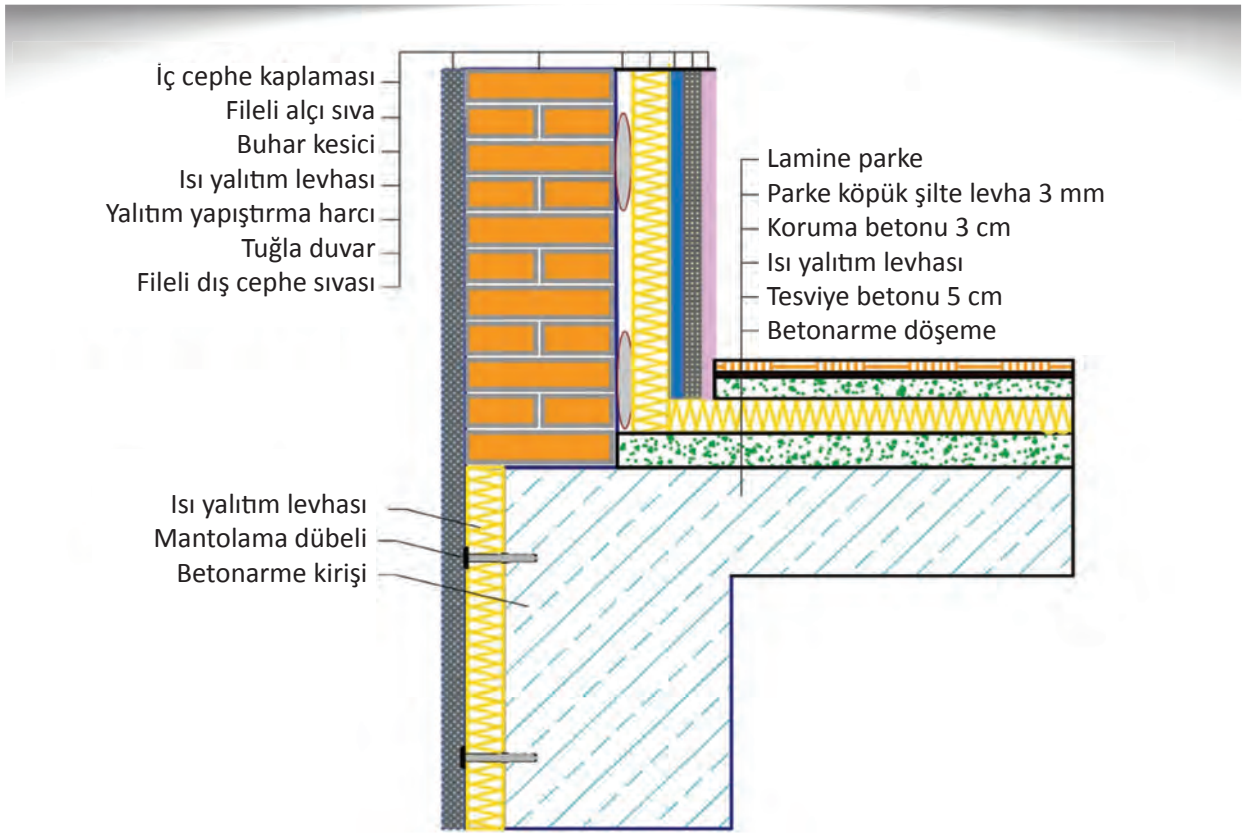 İç cephe kaplaması
Fileli alçı sıva
Buhar kesici
Isı yalıtım levhası
Yalıtım yapıştırma harcı
Tuğla duvar
Fileli dış cephe sıvası
Lamine parke
Parke köpük şilte levha 3 mm
Koruma betonu 3 cm
Isı yalıtım levhası
Tesviye betonu 5 cm
Betonarme döşeme
Isı yalıtım levhası
Mantolama dübeli
Betonarme kirişi